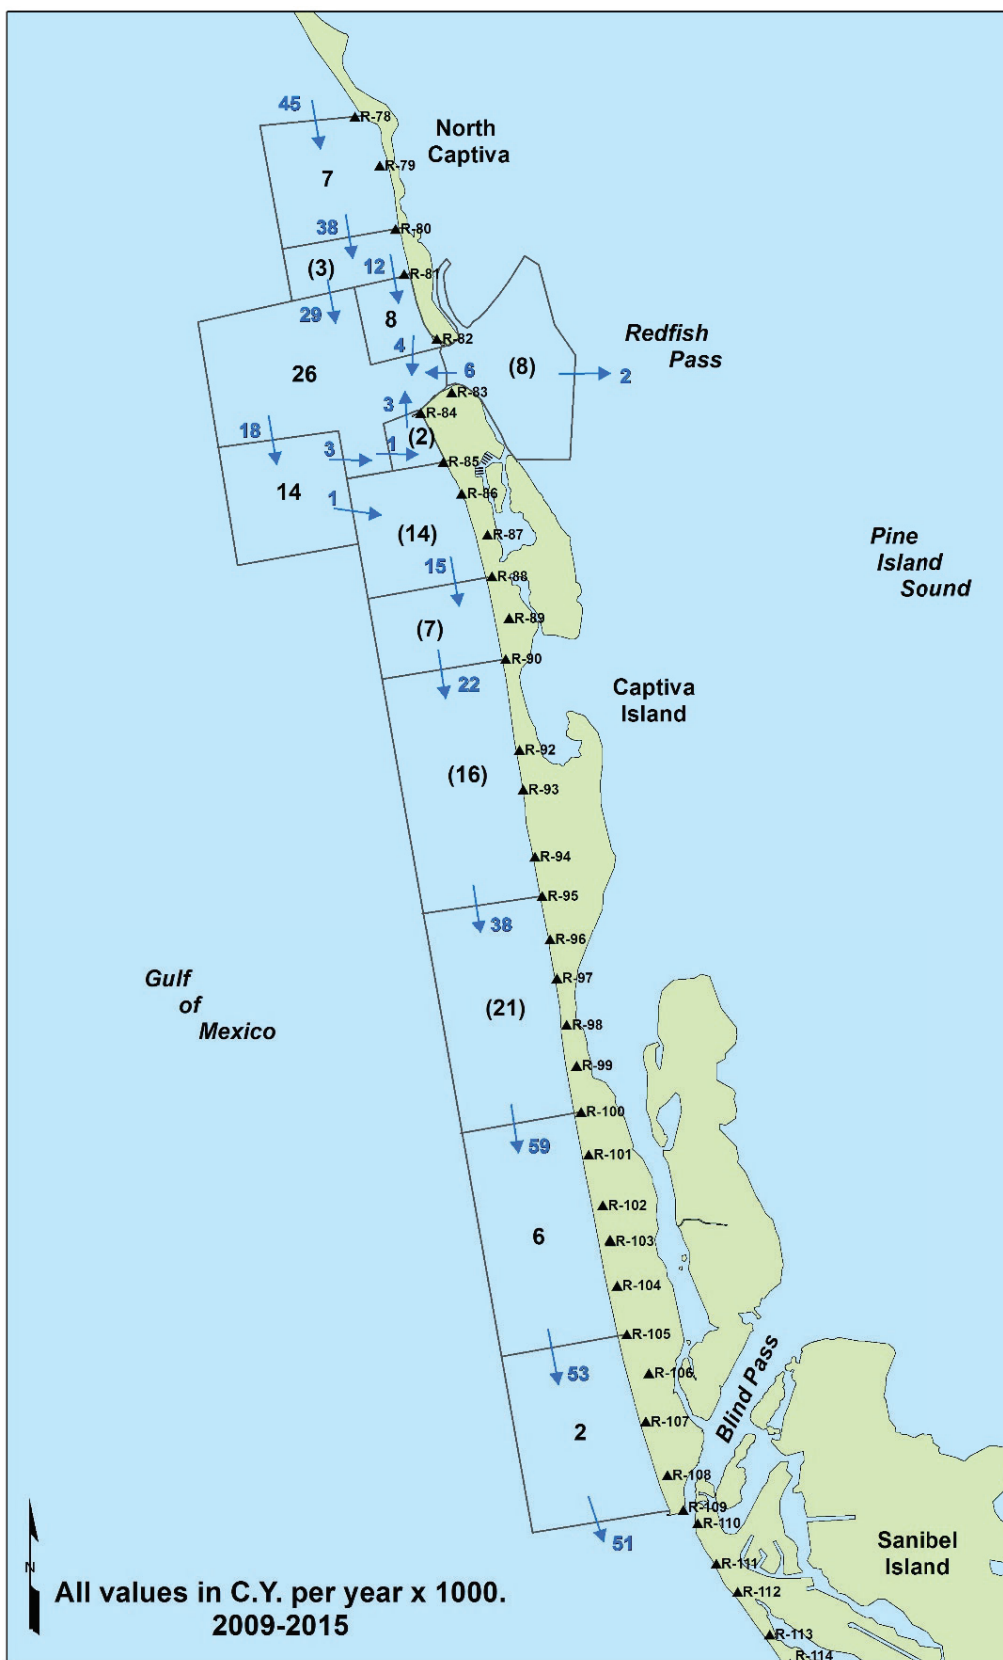 45
R-78
North
Captiva
R-79
7
38
R-80
(3)
12
R-81
29
8
R-82
4
Redfish
Pass
26
6
(8)
2
R-83
3
R-84
18
1
(2)
3
R-85
14
R-86
1
(14)
R-87
Pine
Island
Sound
15
R-88
(7)
R-89
R-90
22
Captiva
Island
R-92
(16)
R-93
R-94
R-95
38
R-96
Gulf
of
Mexico
R-97
(21)
R-98
R-99
R-100
59
R-101
R-102
6
R-103
R-104
R-105
53
R-106
Blind Pass
R-107
2
R-108
R-109
R-110
51
Sanibel
Island
R-111
N
All values in C.Y. per year x 1000.
2009-2015
R-112
R-113
R-114